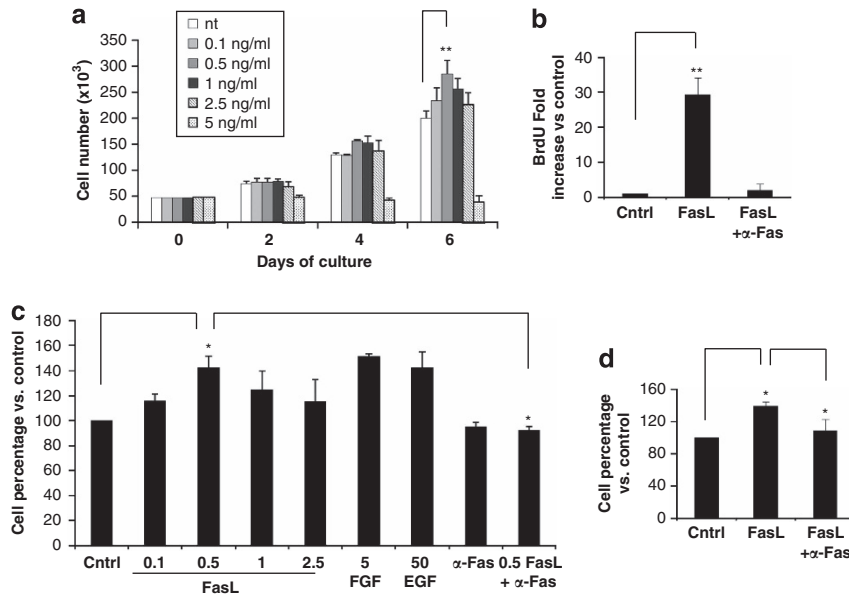 a
nt
0.1 ng/ml
0.5 ng/ml
1 ng/ml
2.5 ng/ml
5 ng/ml
**
Cell number (x10³)
400
350
300
250
200
150
100
50
0
0 2 4 6
Days of culture
b
**
BrdU Fold
increase vs control
40
30
20
10
0
Cntrl FasL FasL
+α-Fas
c
Cell percentage vs. control
180
160
140
120
100
80
60
40
20
0
*
*
Cntrl 0.1 0.5 1 2.5 5 50 α-Fas 0.5 FasL
FasL FGF EGF + α-Fas
d
Cell percentage
vs. control
160
120
80
40
0
*
*
Cntrl FasL FasL
+α-Fas